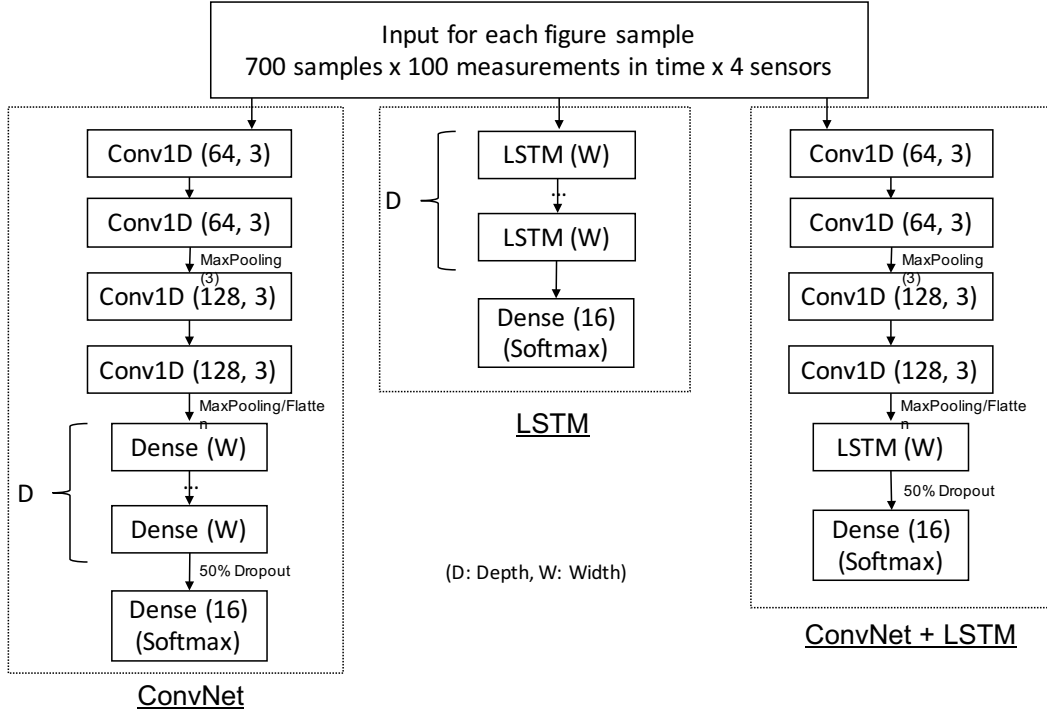 Input for each figure sample
700 samples x 100 measurements in time x 4 sensors
Conv1D (64, 3)
Conv1D (64, 3)
MaxPooling
(3)
Conv1D (128, 3)
Conv1D (128, 3)
MaxPooling/Flatte
n
D
Dense (W)
...
Dense (W)
50% Dropout
Dense (16)
(Softmax)
ConvNet
D
LSTM (W)
...
LSTM (W)
Dense (16)
(Softmax)
LSTM
(D: Depth, W: Width)
Conv1D (64, 3)
Conv1D (64, 3)
MaxPooling
(3)
Conv1D (128, 3)
Conv1D (128, 3)
MaxPooling/Flatte
n
LSTM (W)
50% Dropout
Dense (16)
(Softmax)
ConvNet + LSTM